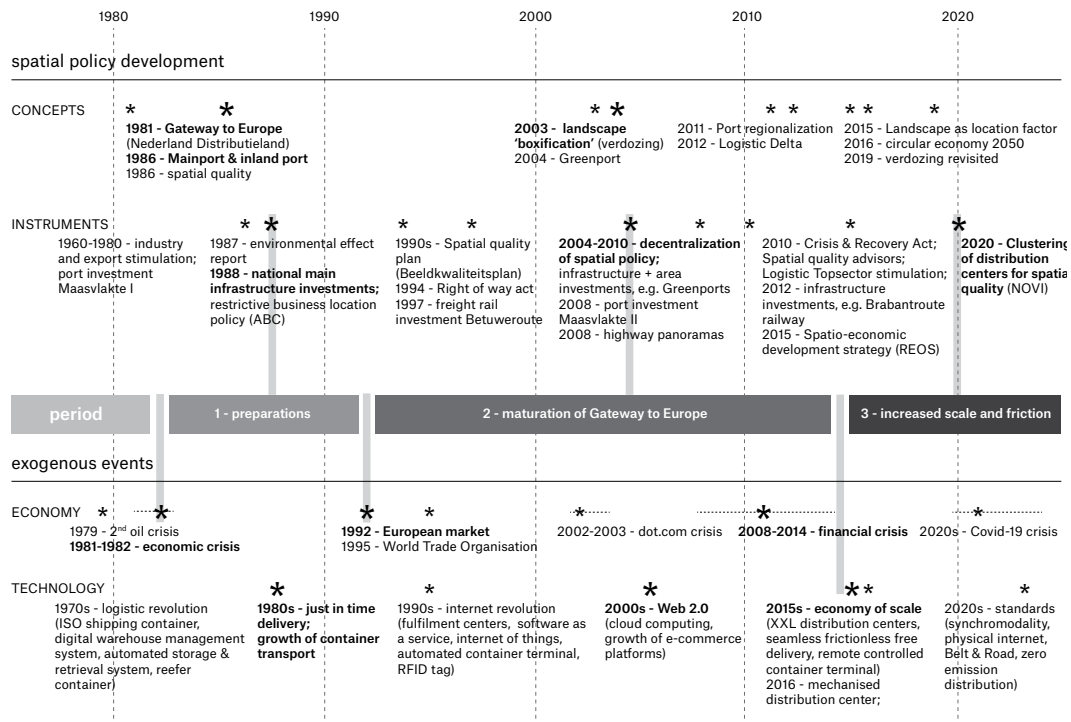 1980 1990 2000 2010 2020
spatial policy development
CONCEPTS
1981 - Gateway to Europe
(Nederland Distributieland)
1986 - Mainport & inland port
1986 - spatial quality
2003 - landscape
‘boxification’ (verdozing)
2004 - Greenport
2011 - Port regionalization
2012 - Logistic Delta
2015 - Landscape as location factor
2016 - circular economy 2050
2019 - verdozing revisited
INSTRUMENTS
1960-1980 - industry
and export stimulation;
port investment
Maasvlakte I
1987 - environmental effect
report
1988 - national main
infrastructure investments;
restrictive business location
policy (ABC)
1990s - Spatial quality
plan
(Beeldkwaliteitsplan)
1994 - Right of way act
1997 - freight rail
investment Betuweroute
2004-2010 - decentralization
of spatial policy;
infrastructure + area
investments, e.g. Greenports
2008 - port investment
Maasvlakte II
2008 - highway panoramas
2010 - Crisis & Recovery Act;
Spatial quality advisors;
Logistic Topsector stimulation;
2012 - infrastructure
investments, e.g. Brabantroute
railway
2015 - Spatio-economic
development strategy (REOS)
2020 - Clustering
of distribution
centers for spatia
quality (NOVI)
period
1 - preparations
2 - maturation of Gateway to Europe
3 - increased scale and friction
exogenous events
ECONOMY
1979 - 2nd oil crisis
1981-1982 - economic crisis
1992 - European market
1995 - World Trade Organisation
2002-2003 - dot.com crisis
2008-2014 - financial crisis
2020s - Covid-19 crisis
TECHNOLOGY
1970s - logistic revolution
(ISO shipping container,
digital warehouse management
system, automated storage &
retrieval system, reefer
container)
1980s - just in time
delivery;
growth of container
transport
1990s - internet revolution
(fulfilment centers, software as
a service, internet of things,
automated container terminal,
RFID tag)
2000s - Web 2.0
(cloud computing,
growth of e-commerce
platforms)
2015s - economy of scale
(XXL distribution centers,
seamless frictionless free
delivery, remote controlled
container terminal)
2016 - mechanised
distribution center;
2020s - standards
(synchromodality,
physical internet,
Belt & Road, zero
emission
distribution)